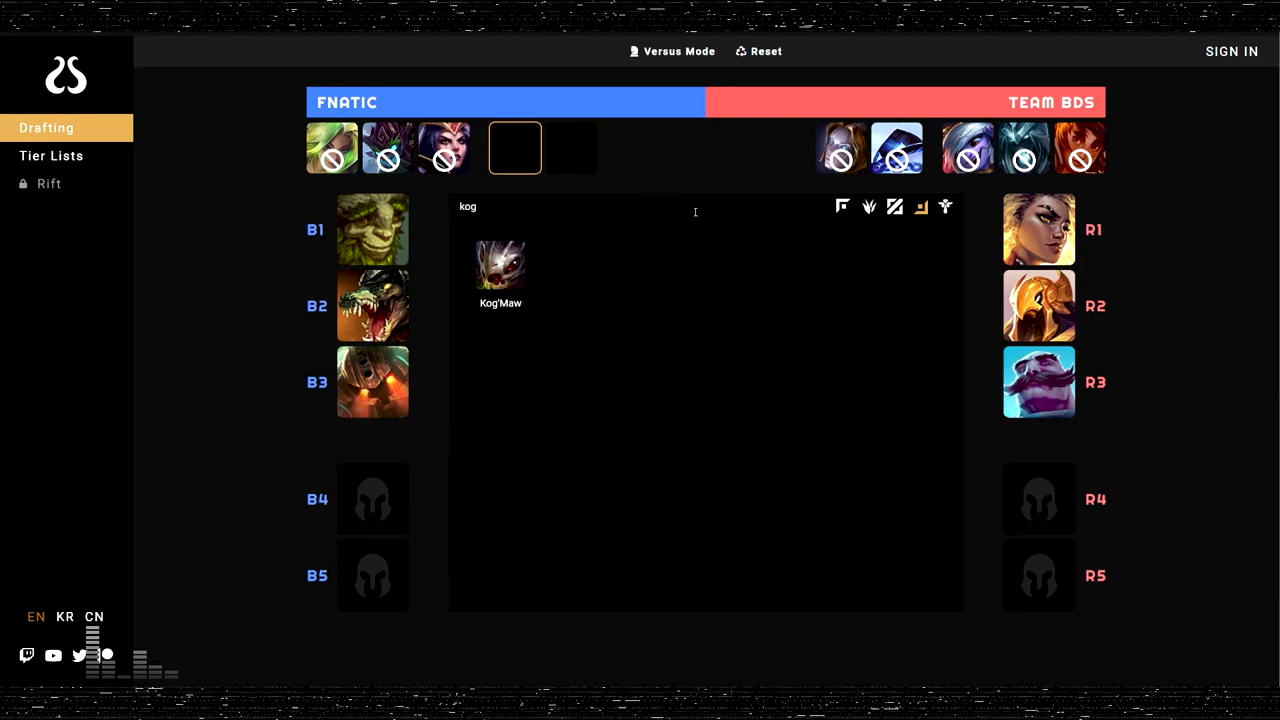 Versus Mode
Reset
SIGN IN
Drafting
Tier Lists
Rift
FNATIC
TEAM BDS
kog
Kog'Maw
B1
B2
B3
B4
B5
R1
R2
R3
R4
R5
EN KR CN